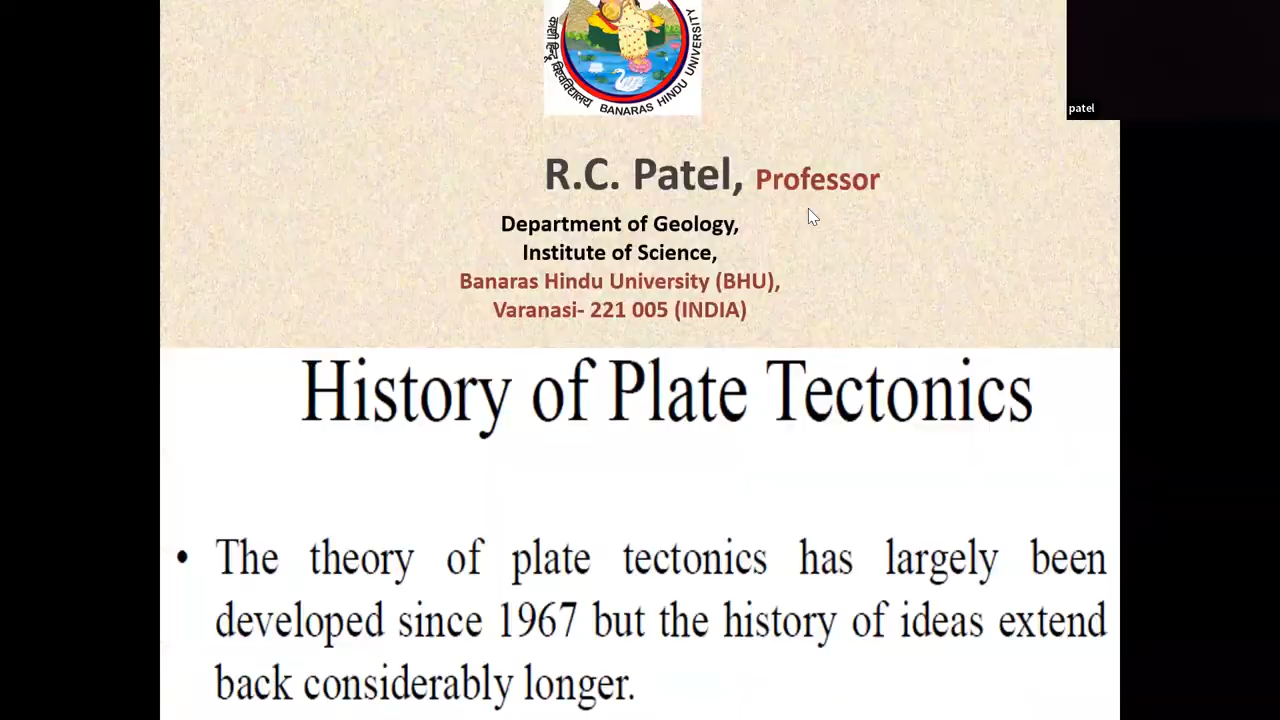 काशी हिन्दू विश्वविद्यालय
BANARAS HINDU UNIVERSITY
patel
R.C. Patel, Professor
Department of Geology,
Institute of Science,
Banaras Hindu University (BHU),
Varanasi- 221 005 (INDIA)
History of Plate Tectonics
• The theory of plate tectonics has largely been
developed since 1967 but the history of ideas extend
back considerably longer.